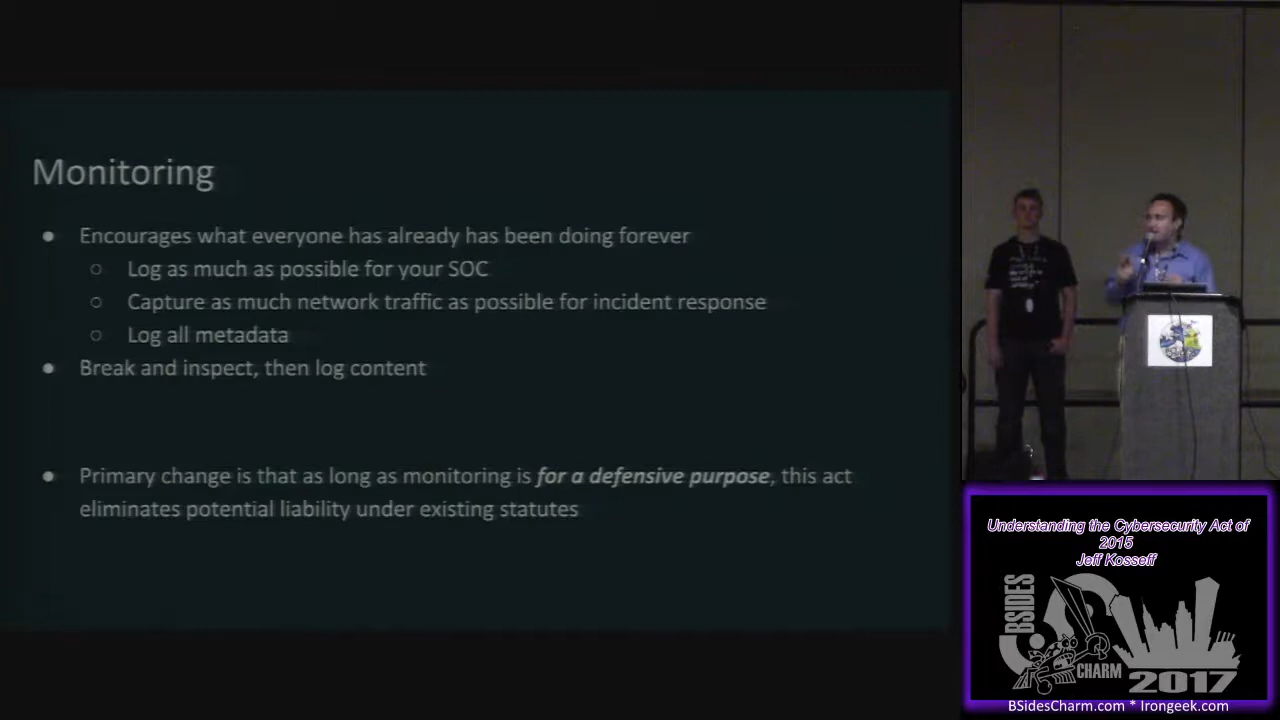 Monitoring
● Encourages what everyone has already has been doing forever
○ Log as much as possible for your SOC
○ Capture as much network traffic as possible for incident response
○ Log all metadata
● Break and inspect, then log content
● Primary change is that as long as monitoring is for a defensive purpose, this act
eliminates potential liability under existing statutes
Understanding the Cybersecurity Act of
2015
Jeff Kosseff
BSIDES
CHARM
2017
BSidesCharm.com * Irongeek.com